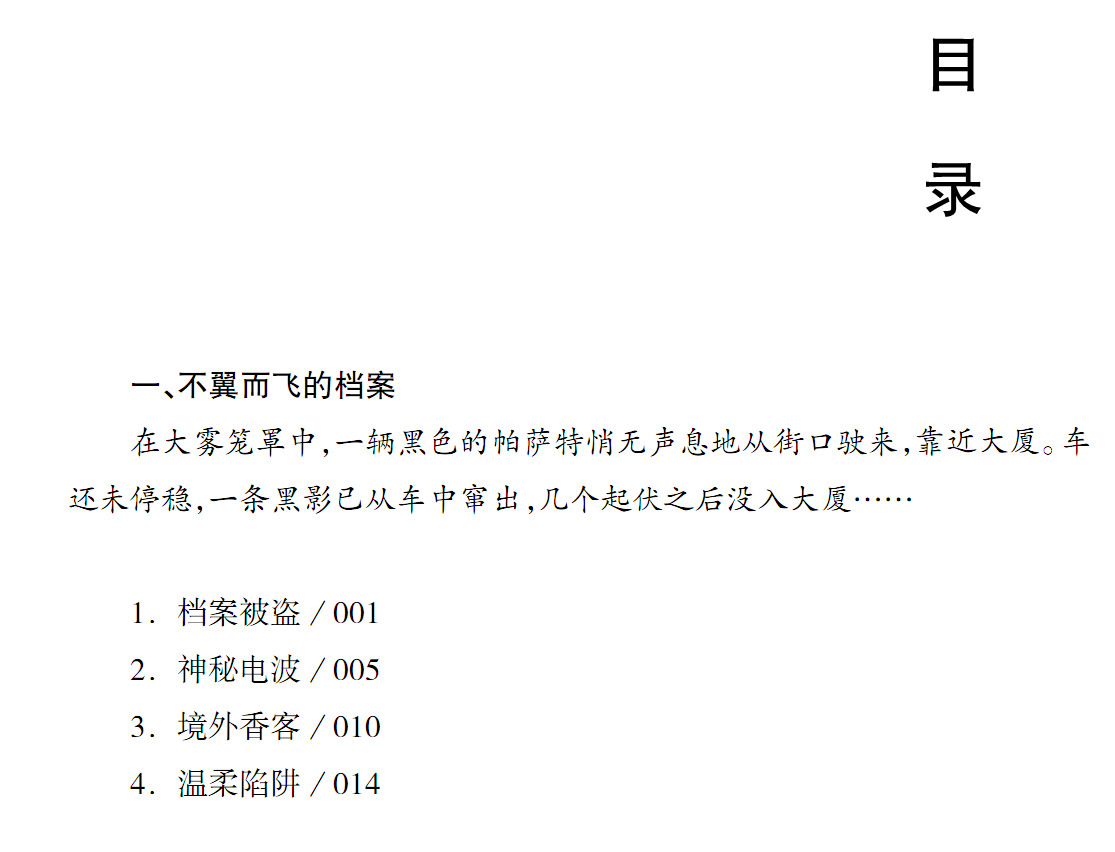 目
录
一、不翼而飞的档案
在大雾笼罩中,一辆黑色的帕萨特悄无声息地从街口驶来,靠近大厦。车
还未停稳,一条黑影已从车中窜出,几个起伏之后没入大厦……
1. 档案被盗/001
2. 神秘电波/005
3. 境外香客/010
4. 温柔陷阱/014